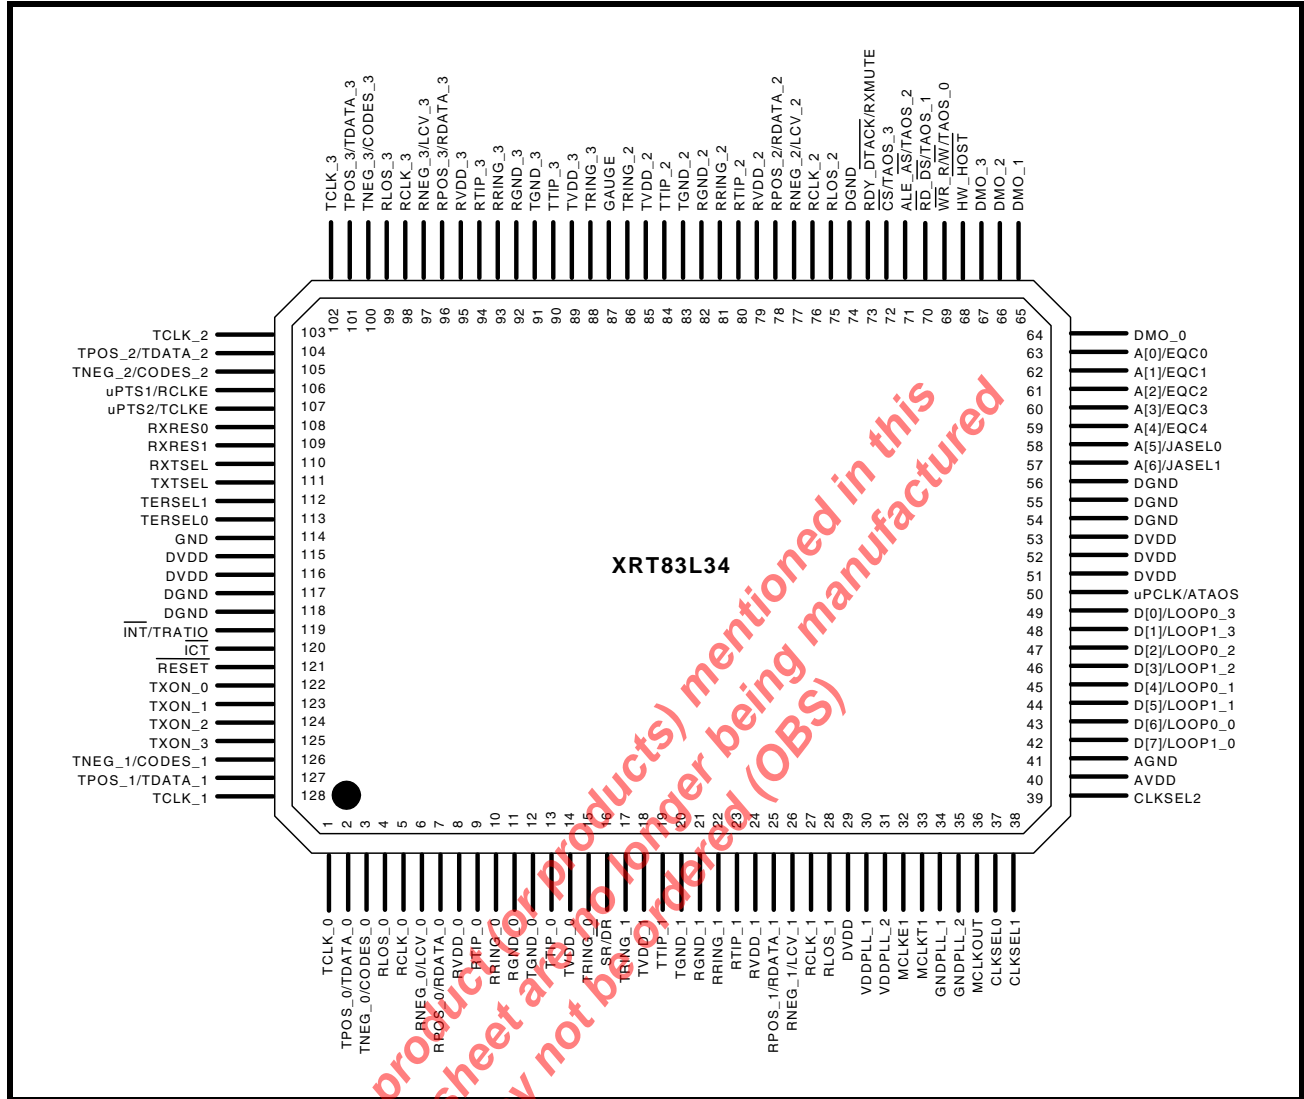 TCLK_3
TPOS_3/TDATA_3
TNEG_3/CODES_3
RLOS_3
RCLK_3
RNEG_3/LCV_3
RPOS_3/RDATA_3
RVDD_3
RTIP_3
RRING_3
RGND_3
TGND_3
TTIP_3
TVDD_3
TRING_3
GAUGE
TRING_2
TVDD_2
TTIP_2
TGND_2
RGND_2
RRING_2
RTIP_2
RVDD_2
RPOS_2/RDATA_2
RNEG_2/LCV_2
RCLK_2
RLOS_2
DGND
RDY_DTACK/RXMUTE
CS/TAOS_3
ALE_AS/TAOS_2
RD_DS/TAOS_1
WR_R/W/TAOS_0
HW_HOST
DMO_3
DMO_2
DMO_1
102 101 100 99 98 97 96 95 94 93 92 91 90 89 88 87 86 85 84 83 82 81 80 79 78 77 76 75 74 73 72 71 70 69 68 67 66 65
TCLK_2 103
TPOS_2/TDATA_2 104
TNEG_2/CODES_2 105
uPTS1/RCLKE 106
uPTS2/TCLKE 107
RXRES0 108
RXRES1 109
RXTSEL 110
TXTSEL 111
TERSEL1 112
TERSEL0 113
GND 114
DVDD 115
DVDD 116
DGND 117
DGND 118
INT/TRATIO 119
ICT 120
RESET 121
TXON_0 122
TXON_1 123
TXON_2 124
TXON_3 125
TNEG_1/CODES_1 126
TPOS_1/TDATA_1 127
TCLK_1 128
XRT83L34
64 DMO_0
63 A[0]/EQC0
62 A[1]/EQC1
61 A[2]/EQC2
60 A[3]/EQC3
59 A[4]/EQC4
58 A[5]/JASEL0
57 A[6]/JASEL1
56 DGND
55 DGND
54 DGND
53 DVDD
52 DVDD
51 DVDD
50 uPCLK/ATAOS
49 D[0]/LOOP0_3
48 D[1]/LOOP1_3
47 D[2]/LOOP0_2
46 D[3]/LOOP1_2
45 D[4]/LOOP0_1
44 D[5]/LOOP1_1
43 D[6]/LOOP0_0
42 D[7]/LOOP1_0
41 AGND
40 AVDD
39 CLKSEL2
1 2 3 4 5 6 7 8 9 10 11 12 13 14 15 16 17 18 19 20 21 22 23 24 25 26 27 28 29 30 31 32 33 34 35 36 37 38
TCLK_0
TPOS_0/TDATA_0
TNEG_0/CODES_0
RLOS_0
RCLK_0
RNEG_0/LCV_0
RPOS_0/RDATA_0
RVDD_0
RTIP_0
RRING_0
RGND_0
TGND_0
TTIP_0
TVDD_0
TRING_0
SR/DR
TRING_1
TVDD_1
TTIP_1
TGND_1
RGND_1
RRING_1
RTIP_1
RVDD_1
RPOS_1/RDATA_1
RNEG_1/LCV_1
RCLK_1
RLOS_1
DVDD
VDDPLL_1
VDDPLL_2
MCLKE1
MCLKT1
GNDPLL_1
GNDPLL_2
MCLKOUT
CLKSEL0
CLKSEL1
product (or products) mentioned in this
sheet are no longer being manufactured
not be ordered (OBS)